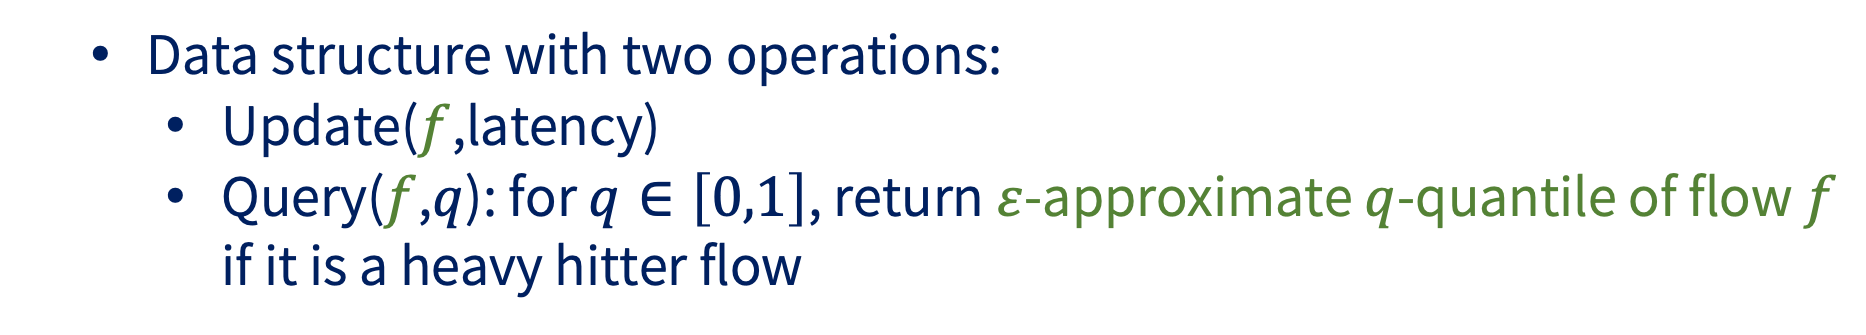 • Data structure with two operations:
• Update(f,latency)
• Query(f,q): for q ∈ [0,1], return ε-approximate q-quantile of flow f
if it is a heavy hitter flow